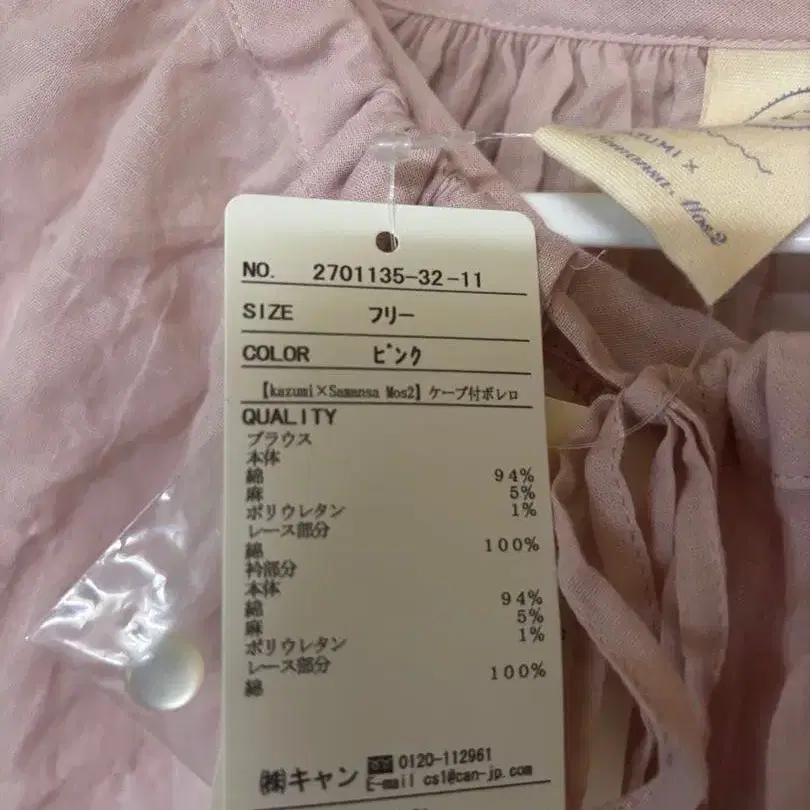 NO. 2701135-32-11
SIZE フリー
COLOR ピンク
【kazumi×Samansa Mos2】ケープ付ボレロ
QUALITY
ブラウス
本体
綿 94%
麻 5%
ポリウレタン 1%
レース部分
綿 100%
衿部分
本体
綿 94%
麻 5%
ポリウレタン 1%
レース部分
綿 100%
㈱キャン 0120-112961
E-mail cs1@can-jp.com
AZUMI ×
Samansa. Mos2